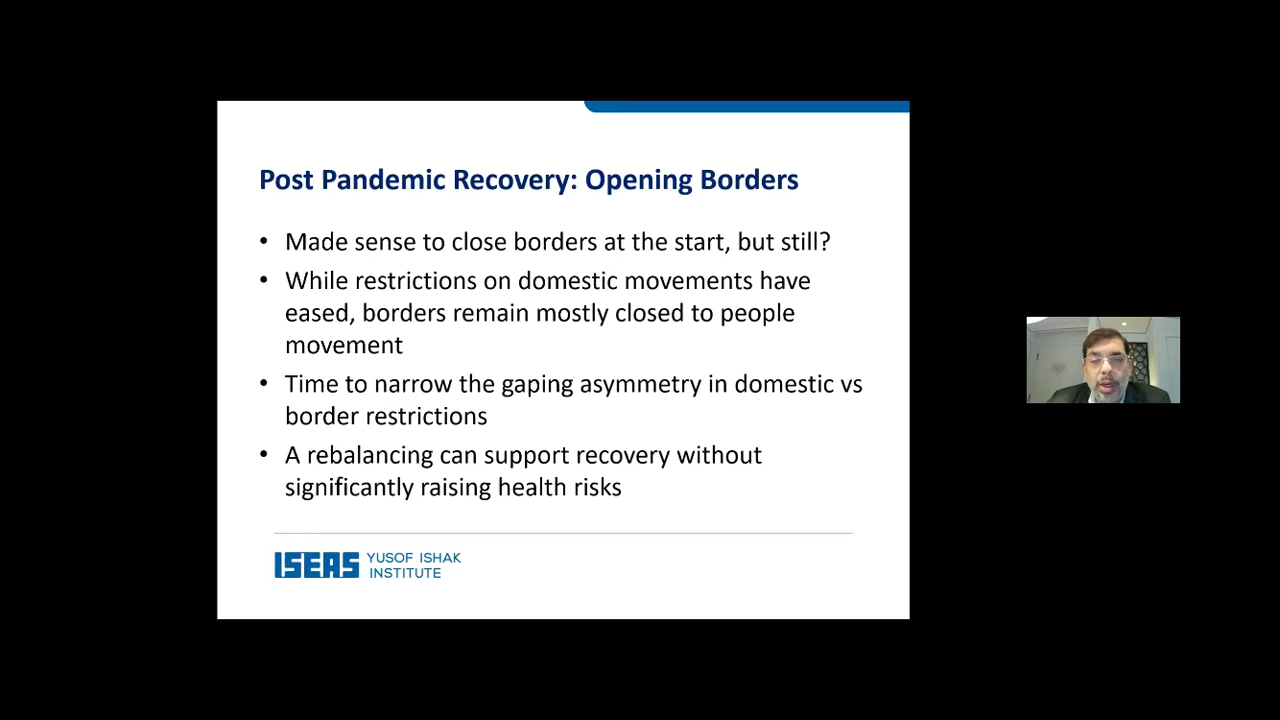 Post Pandemic Recovery: Opening Borders
• Made sense to close borders at the start, but still?
• While restrictions on domestic movements have
eased, borders remain mostly closed to people
movement
• Time to narrow the gaping asymmetry in domestic vs
border restrictions
• A rebalancing can support recovery without
significantly raising health risks
ISEAS YUSOF ISHAK
INSTITUTE